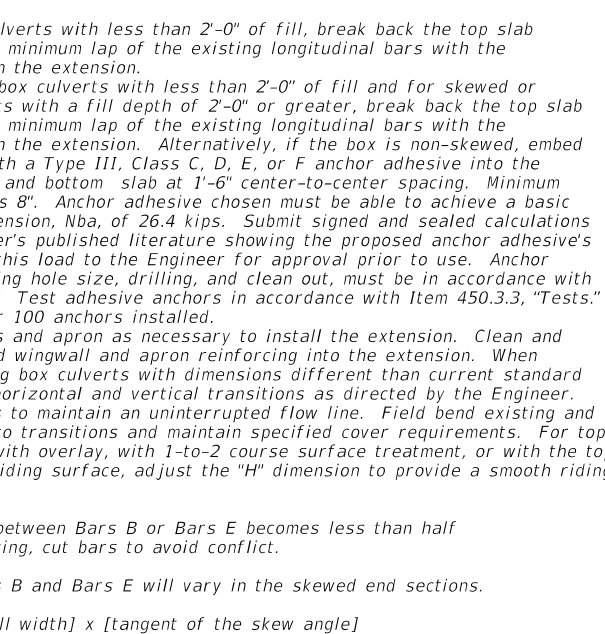 lverts with less than 2'-0" of fill, break back the top slab
minimum lap of the existing longitudinal bars with the
n the extension.
box culverts with less than 2'-0" of fill and for skewed or
ts with a fill depth of 2'-0" or greater, break back the top slab
minimum lap of the existing longitudinal bars with the
n the extension. Alternatively, if the box is non-skewed, embed
th a Type III, Class C, D, E, or F anchor adhesive into the
and bottom slab at 1'-6" center-to-center spacing. Minimum
s 8". Anchor adhesive chosen must be able to achieve a basic
ension, Nba, of 26.4 kips. Submit signed and sealed calculations
er's published literature showing the proposed anchor adhesive's
this load to the Engineer for approval prior to use. Anchor
ing hole size, drilling, and clean out, must be in accordance with
Test adhesive anchors in accordance with Item 450.3.3, "Tests."
r 100 anchors installed.
s and apron as necessary to install the extension. Clean and
d wingwall and apron reinforcing into the extension. When
g box culverts with dimensions different than current standard
horizontal and vertical transitions as directed by the Engineer.
s to maintain an uninterrupted flow line. Field bend existing and
to transitions and maintain specified cover requirements. For top
with overlay, with 1-to-2 course surface treatment, or with the to
iding surface, adjust the "H" dimension to provide a smooth riding
between Bars B or Bars E becomes less than half
ing, cut bars to avoid conflict.
s B and Bars E will vary in the skewed end sections.
ll width] x [tangent of the skew angle]